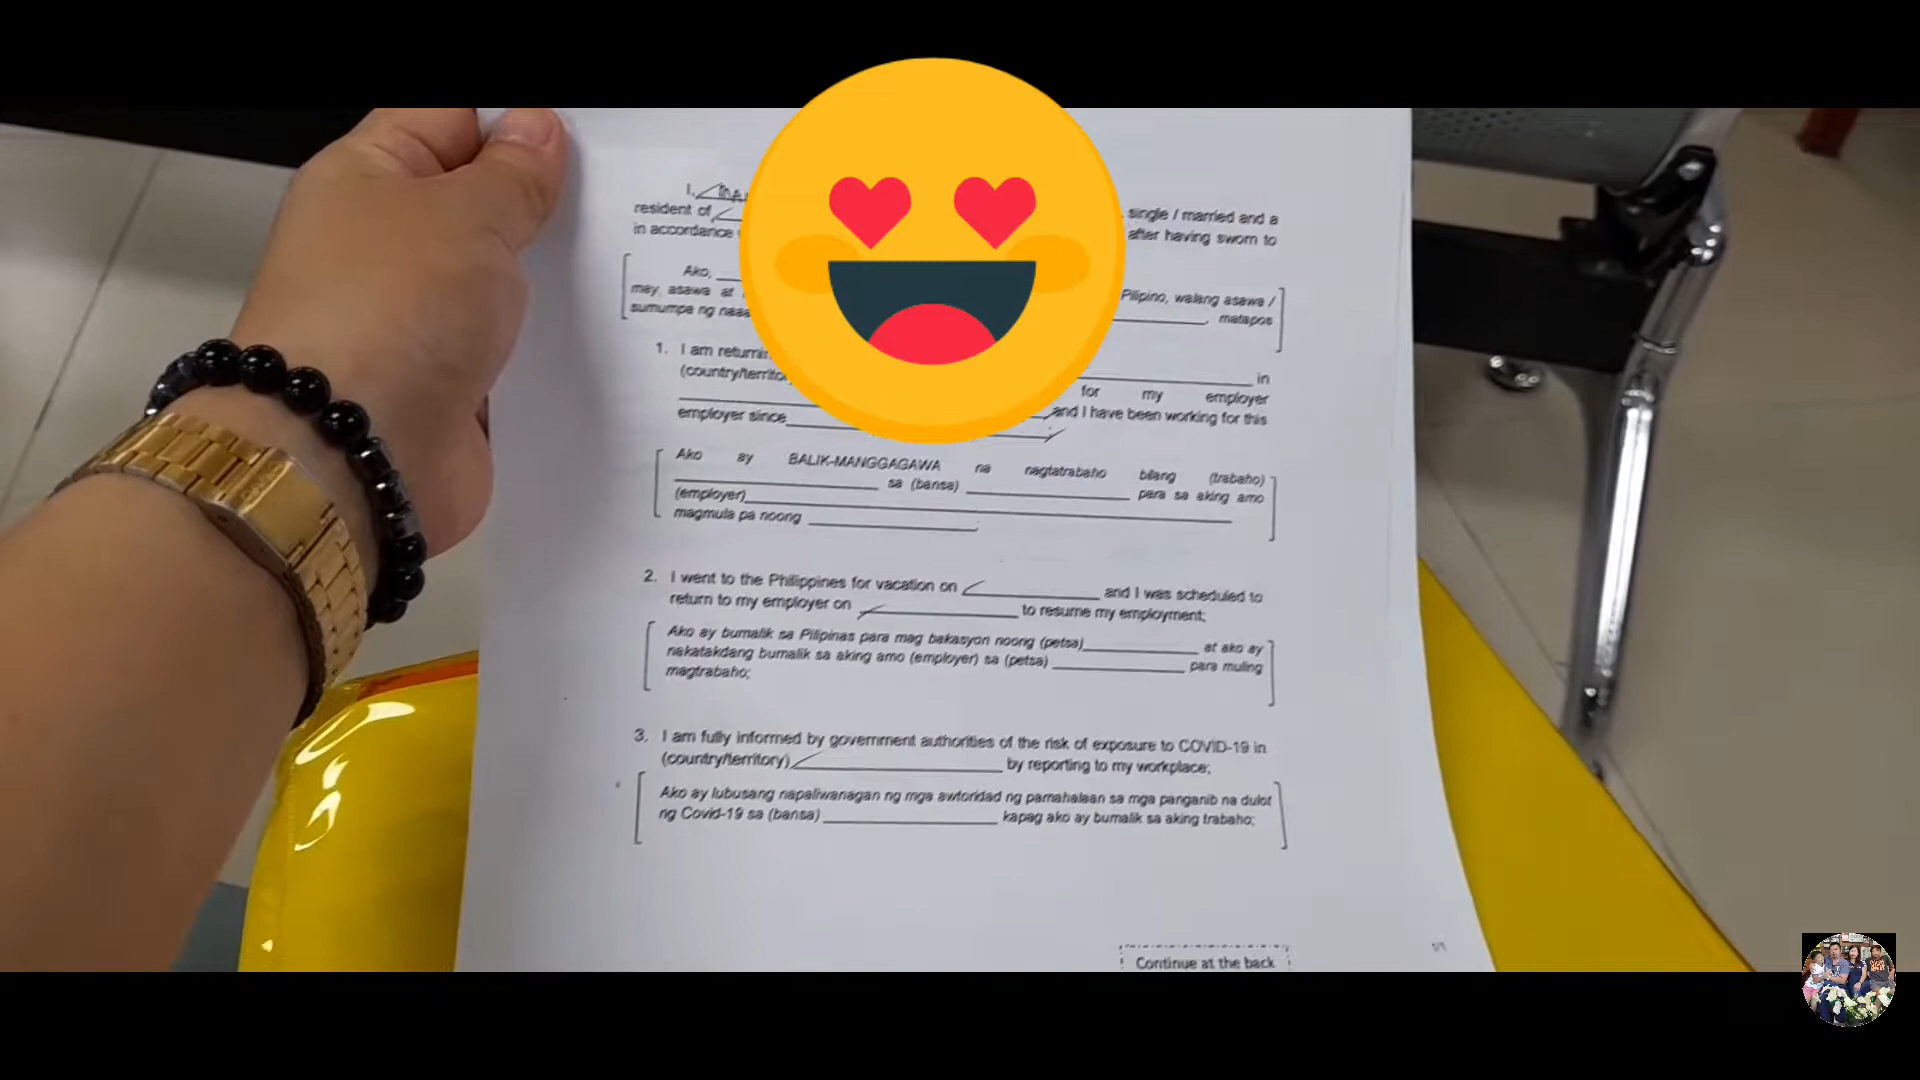 I,
resident of single / married and a
in accordance after having sworn to
Ako,
may asawa at Pilipino, walang asawa /
sumumpa ng , matapos
1. I am in
for my employer
employer since and I have been working for this
Ako ay BALIK-MANGGAGAWA na nagtatrabaho bilang (trabaho)
sa (bansa) para sa aking amo
(employer)
magmula pa noong
2. I went to the Philippines for vacation on and I was scheduled to
return to my employer on to resume my employment;
Ako ay bumalik sa Pilipinas para mag bakasyon noong (petsa) at ako ay
nakatakdang bumalik sa aking amo (employer) sa (petsa) para muling
magtrabaho;
3. I am fully informed by government authorities of the risk of exposure to COVID-19 in
(country/territory) by reporting to my workplace;
Ako ay lubusang napaliwanagan ng mga awtoridad ng pamahalaan sa mga panganib na dulot
ng Covid-19 sa (bansa) kapag ako ay bumalik sa aking trabaho;
Continue at the back